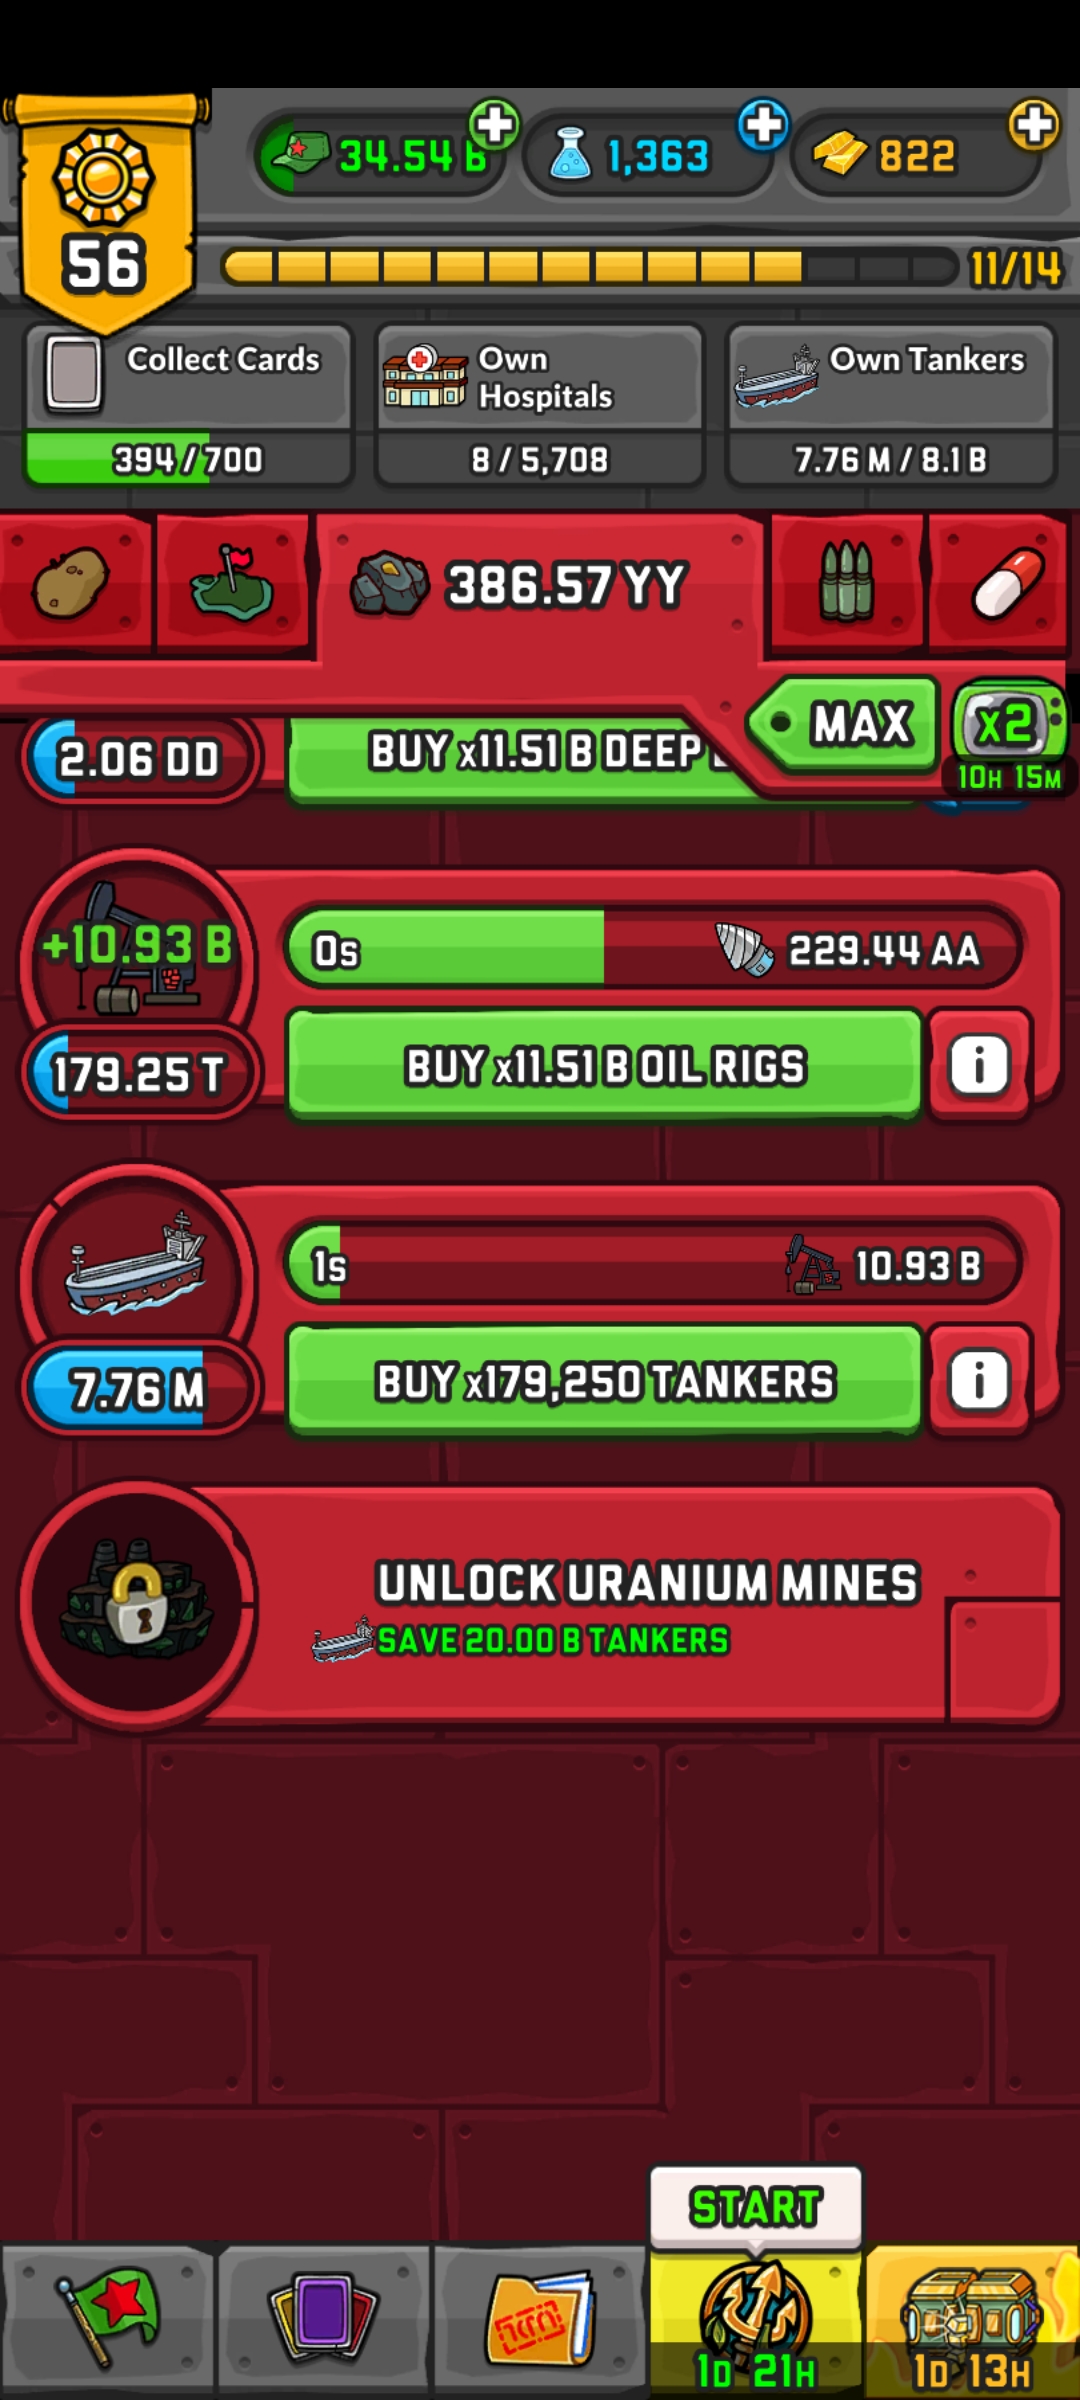 34.54 B
1,363
822
56
11/14
Collect Cards
394/700
Own
Hospitals
8/5,708
Own Tankers
7.76 M/8.1 B
386.57 YY
MAX
x2
10H 15M
2.06 DD
BUY x11.51 B DEEP
+10.93 B
0s
229.44 AA
179.25 T
BUY x11.51 B OIL RIGS
i
1s
10.93 B
7.76 M
BUY x179,250 TANKERS
i
UNLOCK URANIUM MINES
SAVE 20.00 B TANKERS
START
1D 21H
1D 13H